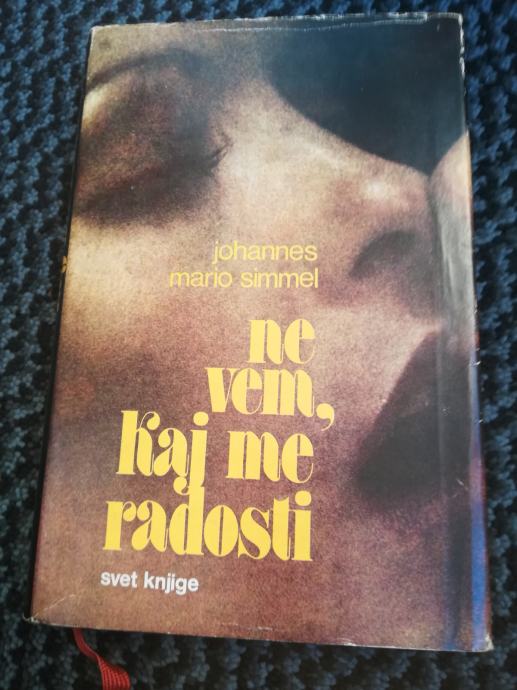 johannes
mario simmel
ne
vem,
kaj me
radosti
svet knjige